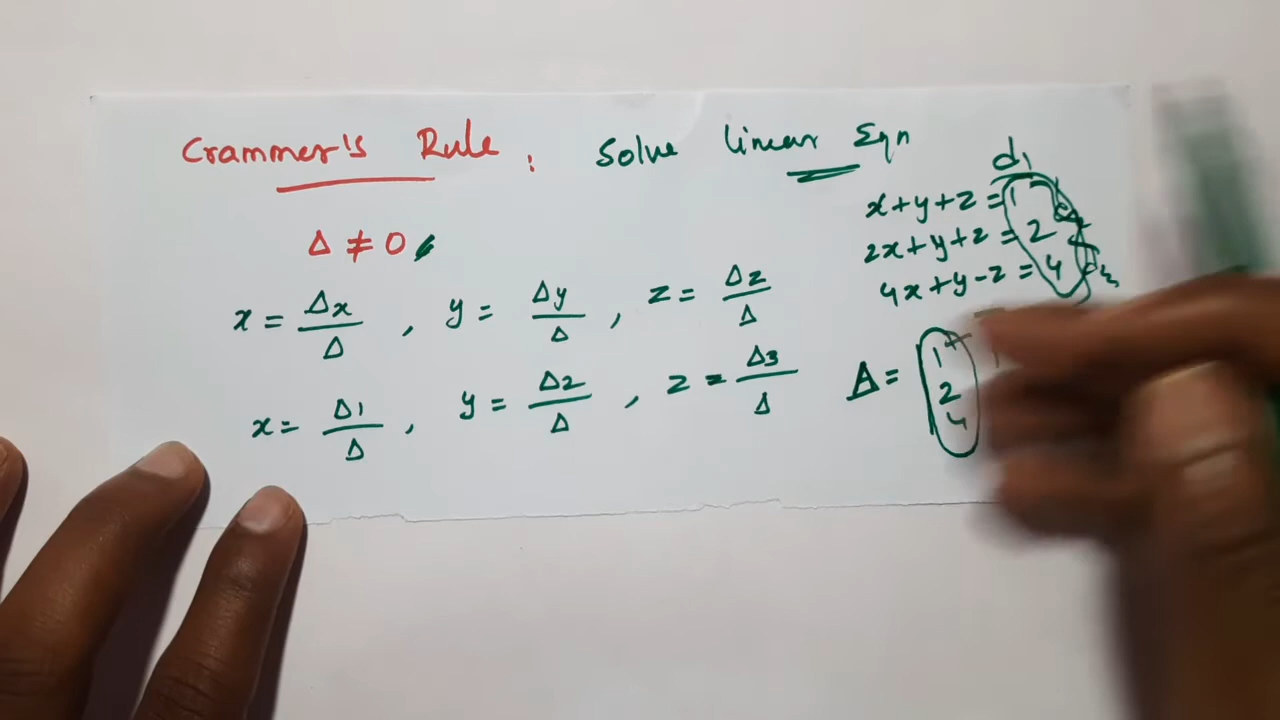 Crammer's Rule : Solve linear Eqn
Δ ≠ 0
x = Δx/Δ , y = Δy/Δ , z = Δz/Δ
x = Δ1/Δ , y = Δ2/Δ , z = Δ3/Δ
d1
x+y+z = 1
2x+y+z = 2
4x+y-z = 4
Δ = 1 1
2
4